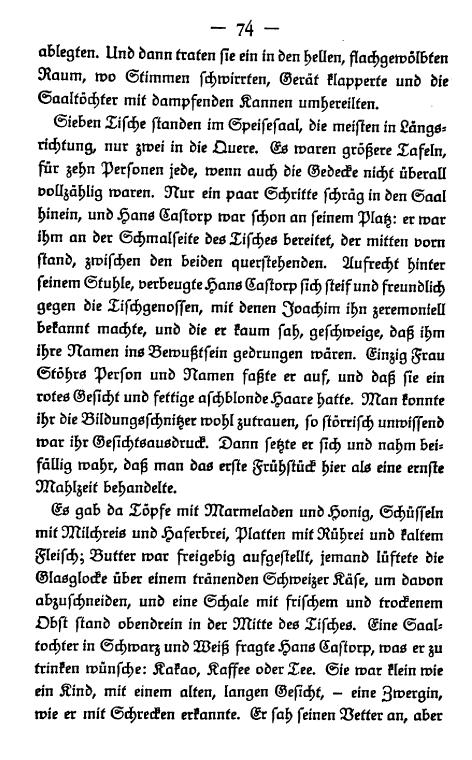 — 74 —
ablegten. Und dann traten sie ein in den hellen, flachgewölbten
Raum, wo Stimmen schwirrten, Gerät klapperte und die
Saaltöchter mit dampfenden Kannen umhereilten.
Sieben Tische standen im Speisesaal, die meisten in Längs-
richtung, nur zwei in die Quere. Es waren größere Tafeln,
für zehn Personen jede, wenn auch die Gedecke nicht überall
vollzählig waren. Nur ein paar Schritte schräg in den Saal
hinein, und Hans Castorp war schon an seinem Platz: er war
ihm an der Schmalseite des Tisches bereitet, der mitten vorn
stand, zwischen den beiden querstehenden. Aufrecht hinter
seinem Stuhle, verbeugte Hans Castorp sich steif und freundlich
gegen die Tischgenossen, mit denen Joachim ihn zeremoniell
bekannt machte, und die er kaum sah, geschweige, daß ihm
ihre Namen ins Bewußtsein gedrungen wären. Einzig Frau
Stöhrs Person und Namen faßte er auf, und daß sie ein
rotes Gesicht und fettige aschblonde Haare hatte. Man konnte
ihr die Bildungsschnitzer wohl zutrauen, so störrisch unwissend
war ihr Gesichtsausdruck. Dann setzte er sich und nahm bei-
fällig wahr, daß man das erste Frühstück hier als eine ernste
Mahlzeit behandelte.
Es gab da Töpfe mit Marmeladen und Honig, Schüsseln
mit Milchreis und Haferbrei, Platten mit Rührei und kaltem
Fleisch; Butter war freigebig aufgestellt, jemand lüftete die
Glasglocke über einem tränenden Schweizer Käse, um davon
abzuschneiden, und eine Schale mit frischem und trockenem
Obst stand obendrein in der Mitte des Tisches. Eine Saal-
tochter in Schwarz und Weiß fragte Hans Castorp, was er zu
trinken wünsche: Kakao, Kaffee oder Tee. Sie war klein wie
ein Kind, mit einem alten, langen Gesicht, – eine Zwergin,
wie er mit Schrecken erkannte. Er sah seinen Vetter an, aber